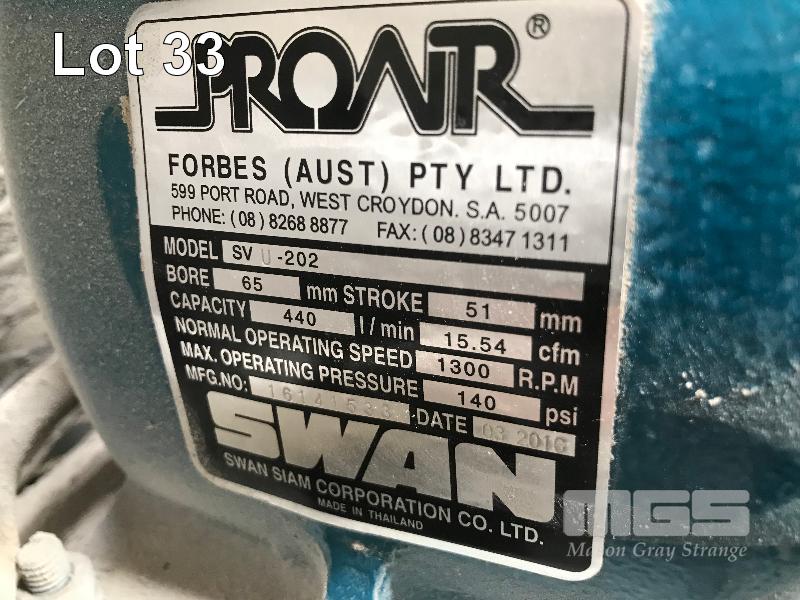 Lot 33
PROAIR®
FORBES (AUST) PTY LTD.
599 PORT ROAD, WEST CROYDON. S.A. 5007
PHONE: (08) 8268 8877 FAX: (08) 8347 1311
MODEL SV U-202
BORE 65 mm STROKE 51 mm
CAPACITY 440 l/min 15.54 cfm
NORMAL OPERATING SPEED 1300 R.P.M
MAX. OPERATING PRESSURE 140 psi
MFG.NO: DATE 03 2016
SWAN
SWAN SIAM CORPORATION CO. LTD.
MADE IN THAILAND
MGS
Mason Gray Strange